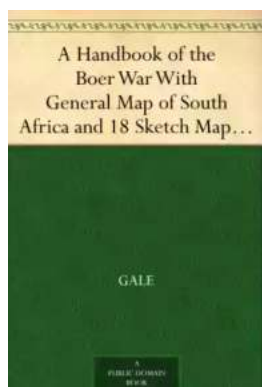 A Handbook of the
Boer War With
General Map of South
Africa and 18 Sketch Map...
GALE
A
PUBLIC DOMAIN
BOOK